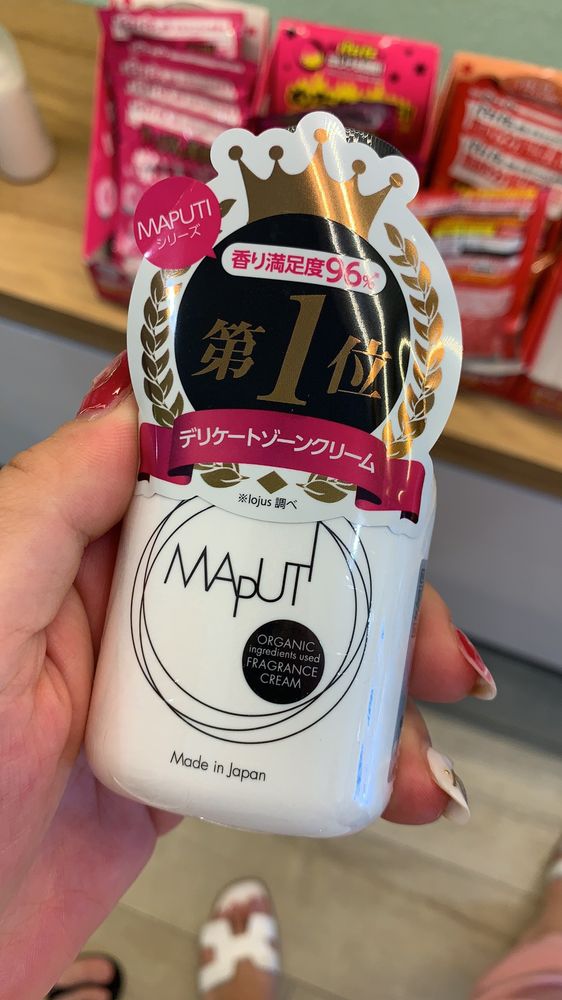 MAPUTI
シリーズ
香り満足度96%
第1位
デリケートゾーンクリーム
※lojus 調べ
MAPUTI
ORGANIC
ingredients used
FRAGRANCE
CREAM
Made in Japan